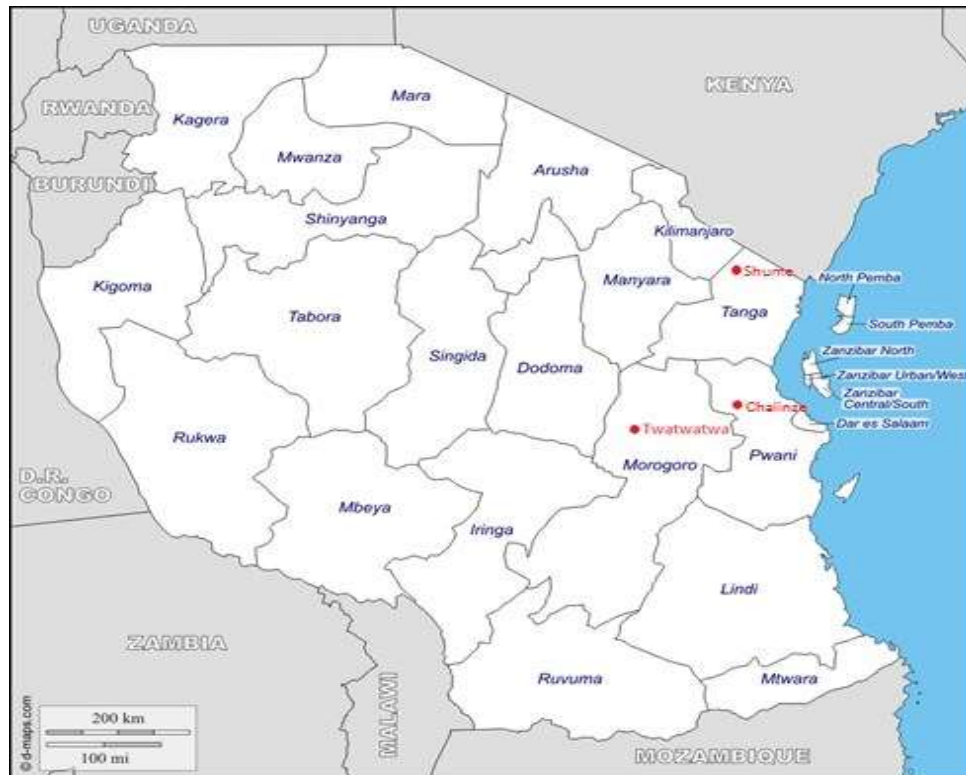 UGANDA
KENYA
RWANDA
BURUNDI
Mara
Kagera
Mwanza
Arusha
Shinyanga
Kilimanjaro
Kigoma
Manyara
Shume
North Pemba
Tabora
Tanga
South Pemba
Singida
Dodoma
Zanzibar North
Zanzibar Urban/West
Zanzibar
Central/South
Chalinze
Dar es Salaam
Rukwa
Twatwatwa
Morogoro
Pwani
D.R.
CONGO
Mbeya
Iringa
Lindi
ZAMBIA
MALAWI
Ruvuma
Mtwara
MOZAMBIQUE
200 km
100 mi
© d-maps.com